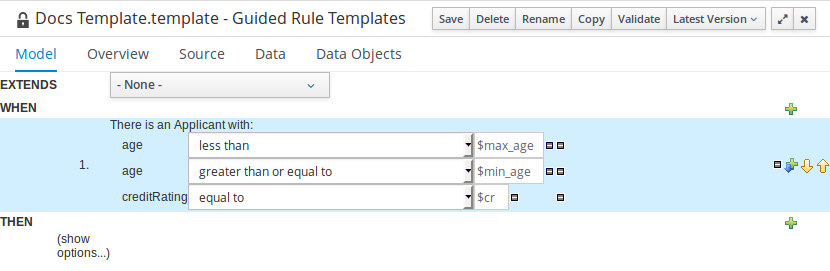 Docs Template.template - Guided Rule Templates
Save Delete Rename Copy Validate Latest Version
Model Overview Source Data Data Objects
EXTENDS - None -
WHEN
There is an Applicant with:
age less than $max_age
1.
age greater than or equal to $min_age
creditRating equal to $cr
THEN
(show
options...)